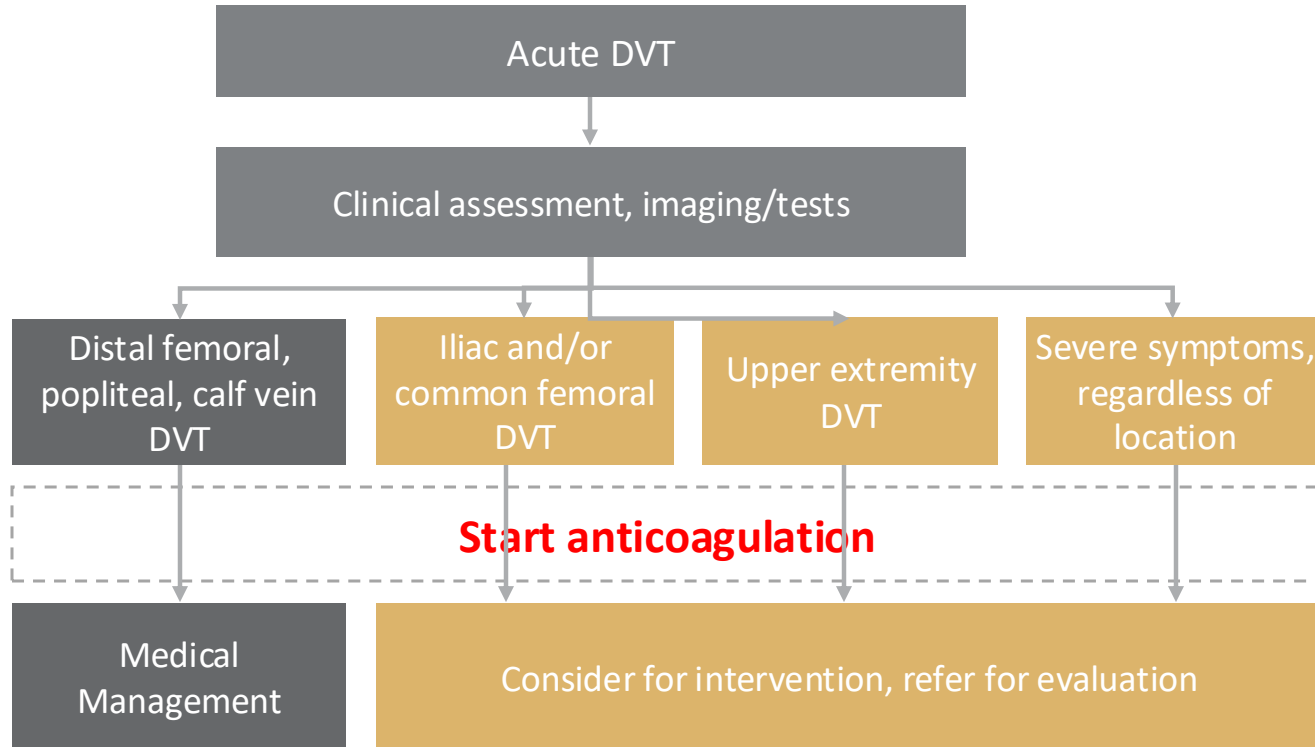 Acute DVT
Clinical assessment, imaging/tests
Distal femoral,
popliteal, calf vein
DVT
Iliac and/or
common femoral
DVT
Upper extremity
DVT
Severe symptoms,
regardless of
location
Start anticoagulation
Medical
Management
Consider for intervention, refer for evaluation